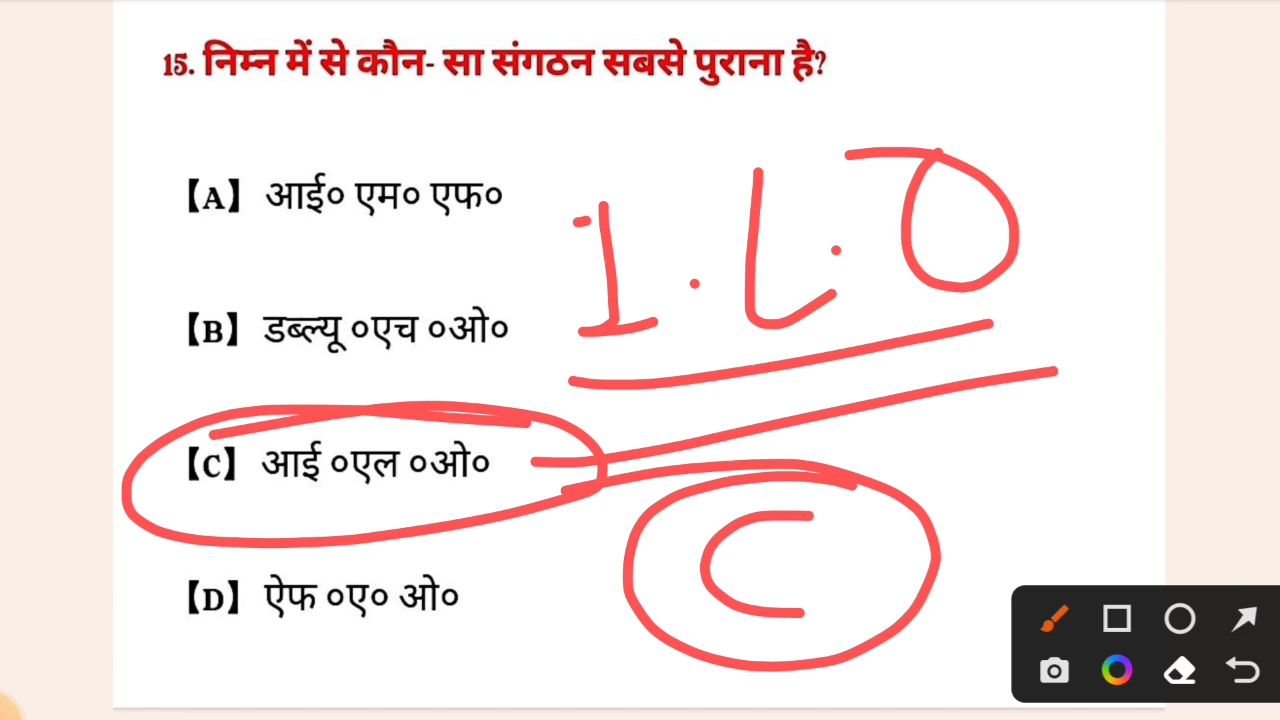 15. निम्न में से कौन- सा संगठन सबसे पुराना है?
【A】 आई० एम० एफ०
I.L.O
【B】 डब्ल्यू ०एच ०ओ०
【C】 आई ०एल ०ओ०
C
【D】 ऐफ ०ए० ओ०